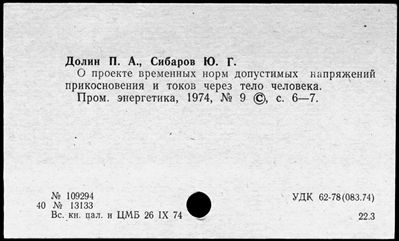 Долин П. А., Сибаров Ю. Г.
О проекте временных норм допустимых напряжений
прикосновения и токов через тело человека.
Пром. энергетика, 1974, № 9 ©, с. 6—7.
№ 109294
40 № 13133
Вс. кн. пал. и ЦМБ 26 IX 74
УДК 62-78(083.74)
22.3